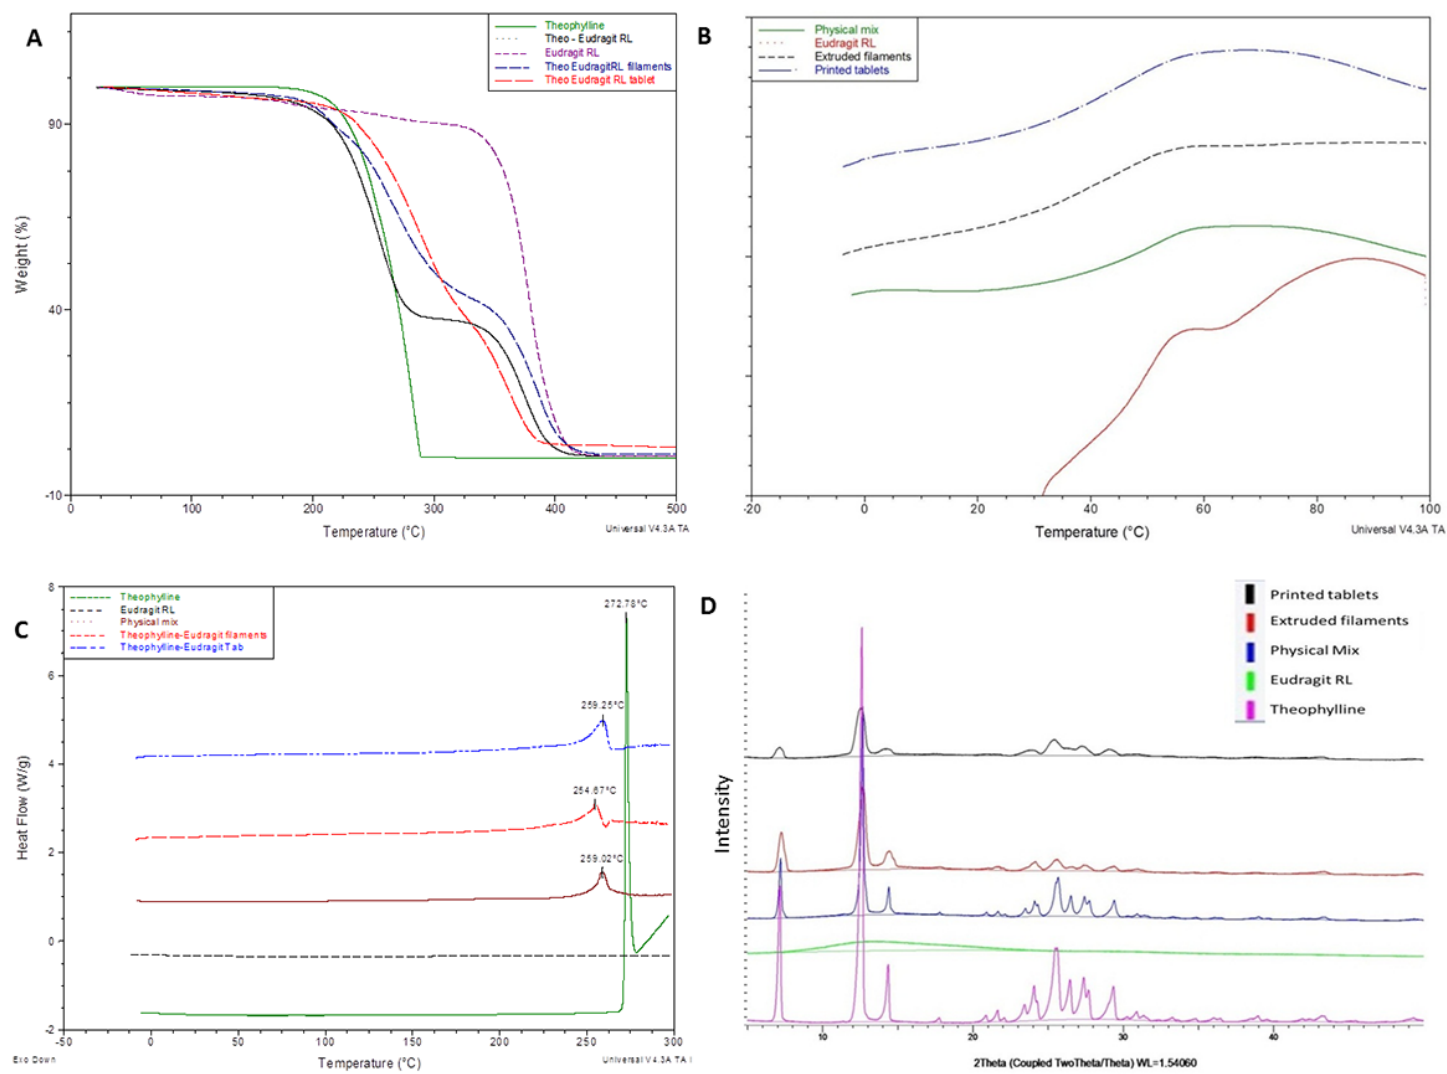 A
Theophylline
Theo - Eudragit RL
Eudragit RL
Theo EudragitRL fillaments
Theo Eudragit RL tablet
90
40
-10
Weight (%)
0
100
200
300
400
500
Temperature (°C)
Universal V4.3A TA
B
Physical mix
Eudragit RL
Extruded filaments
Printed tablets
-20
0
20
40
60
80
100
Temperature (°C)
Universal V4.3A TA
C
Theophylline
Eudragit RL
Physical mix
Theophylline-Eudragit filaments
Theophylline-Eudragit Tab
272.78°C
259.25°C
254.67°C
259.02°C
8
6
4
2
0
-2
Heat Flow (W/g)
-50
0
50
100
150
200
250
300
Exo Down
Temperature (°C)
Universal V4.3A TA I
D
Printed tablets
Extruded filaments
Physical Mix
Eudragit RL
Theophylline
Intensity
10
20
30
40
2Theta (Coupled TwoTheta/Theta) WL=1.54060